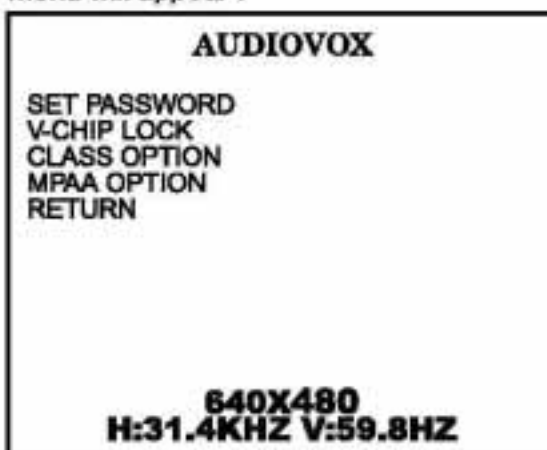 AUDIOVOX
SET PASSWORD
V-CHIP LOCK
CLASS OPTION
MPAA OPTION
RETURN
640X480
H:31.4KHZ V:59.8HZ